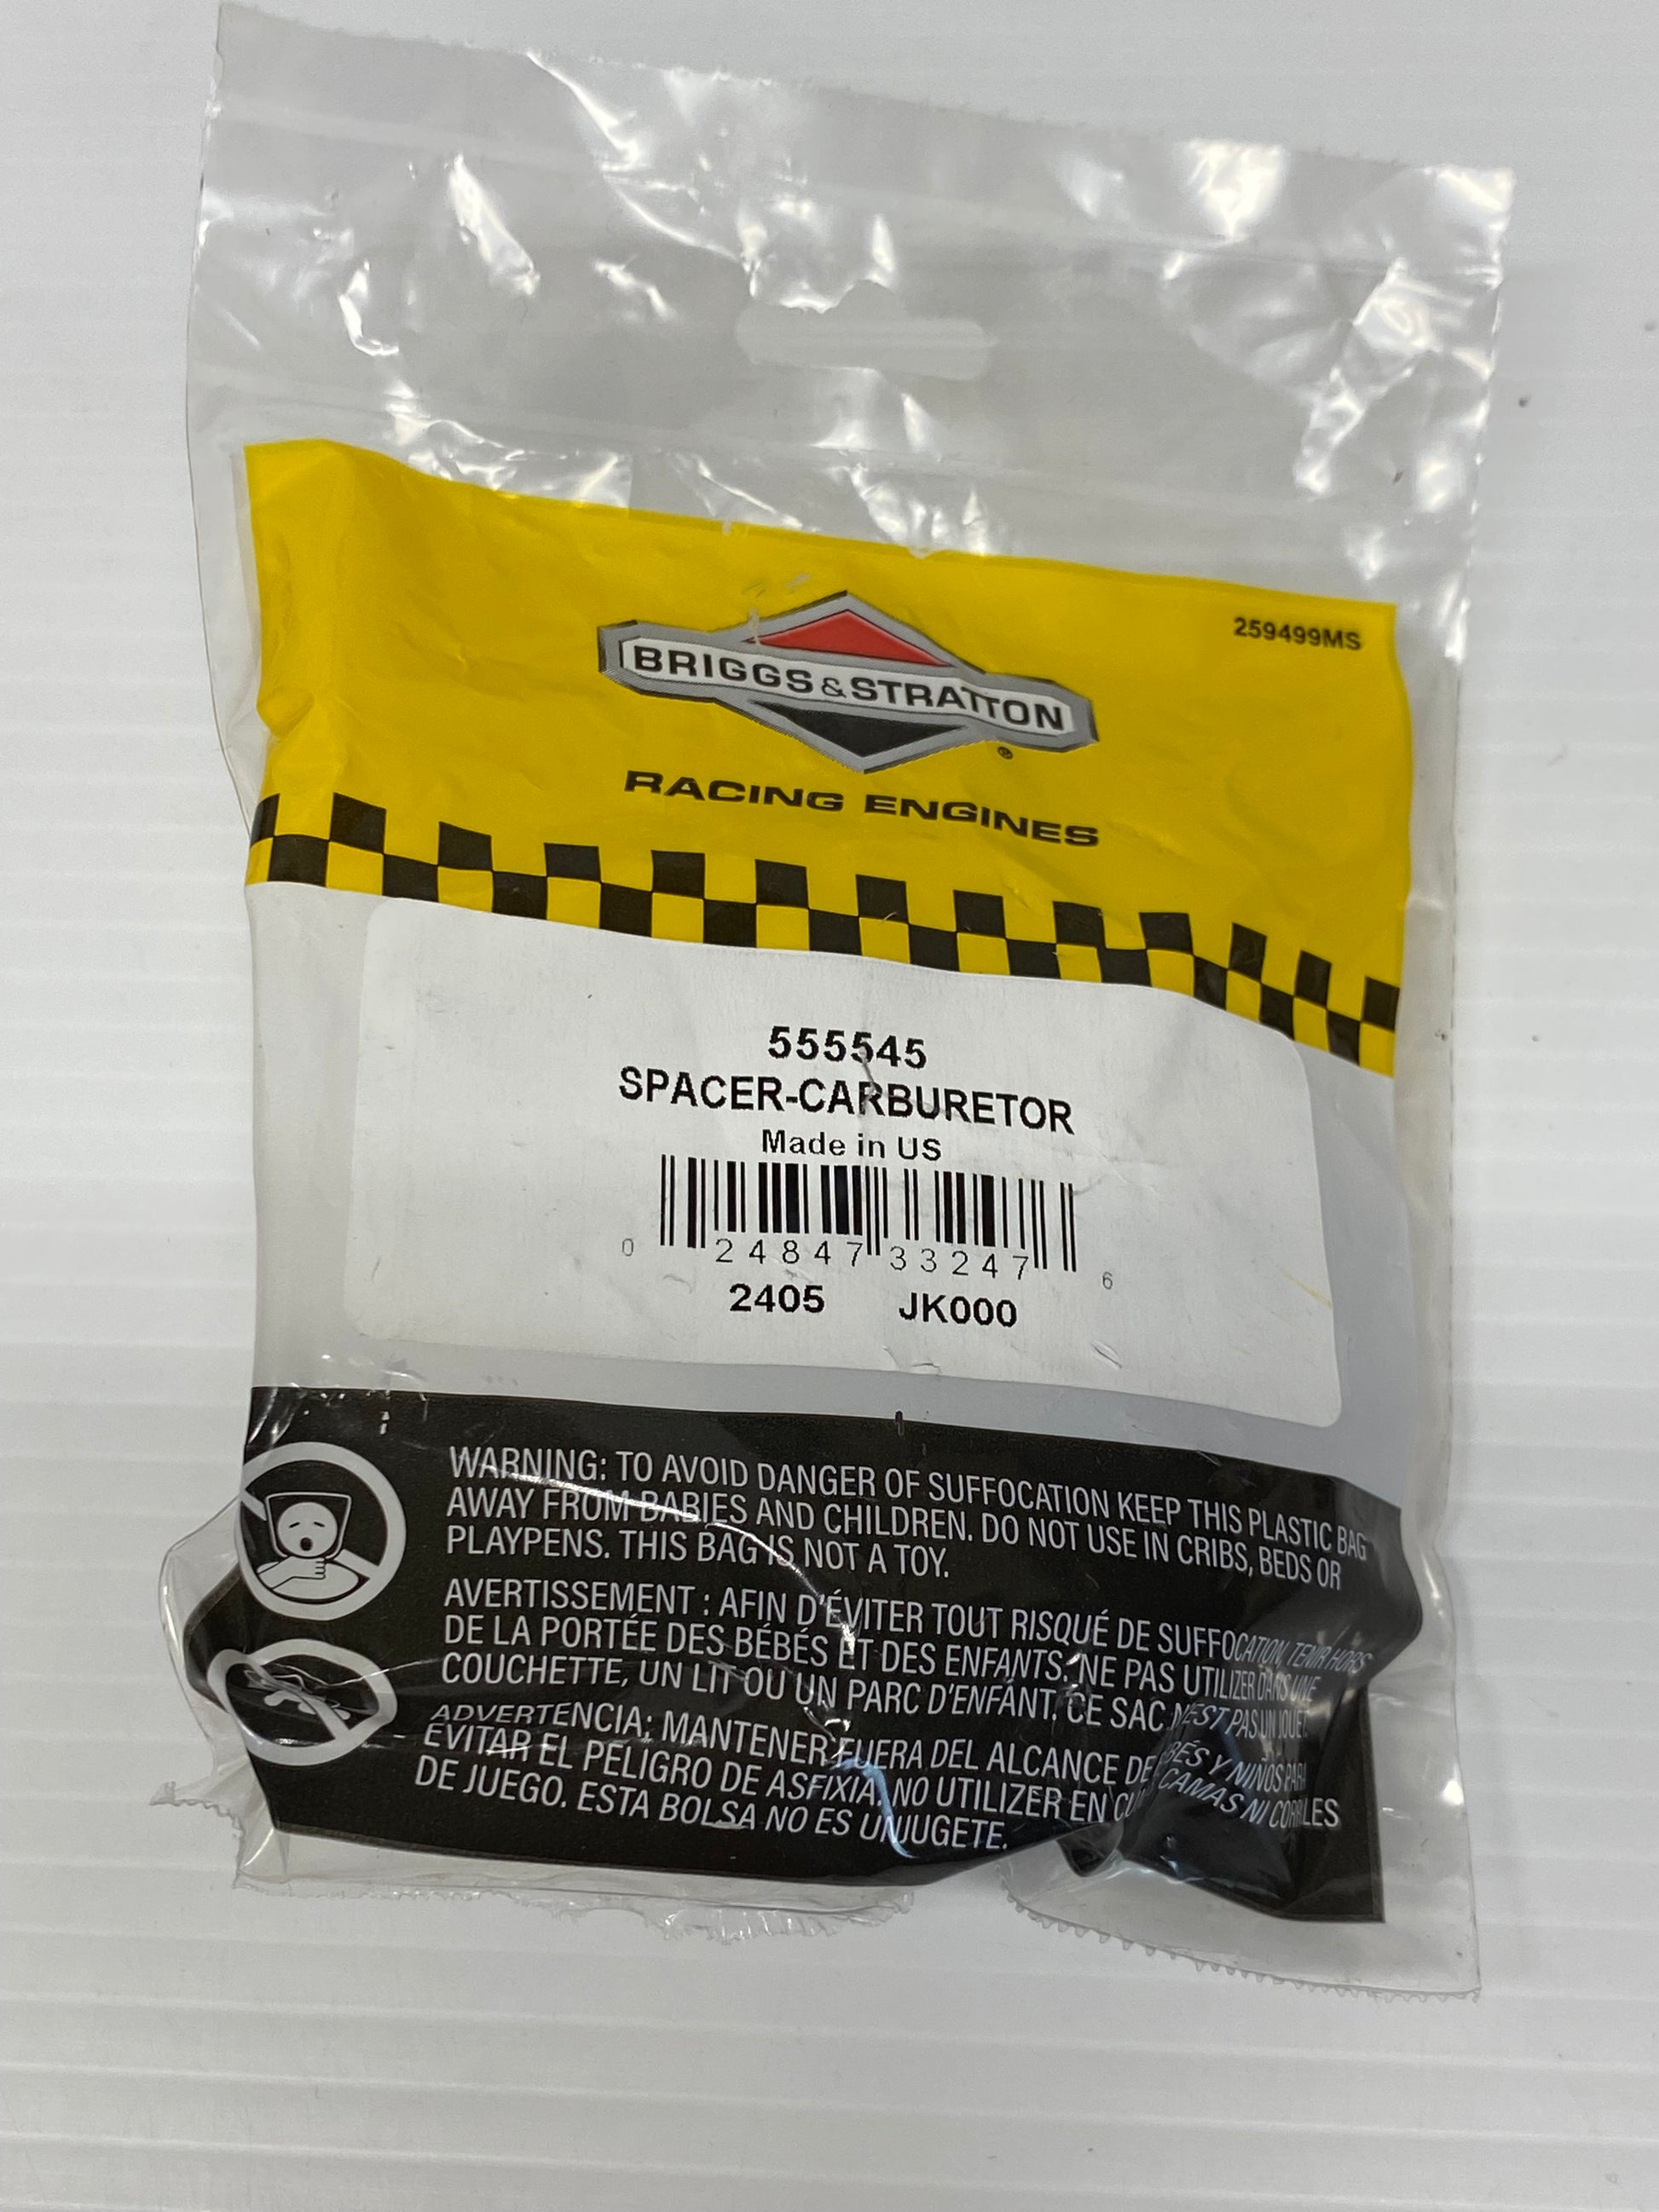 259499MS
BRIGGS & STRATTON
®
RACING ENGINES
555545
SPACER-CARBURETOR
Made in US
0 24847 33247 6
2405 JK000
WARNING: TO AVOID DANGER OF SUFFOCATION KEEP THIS PLASTIC BAG
AWAY FROM BABIES AND CHILDREN. DO NOT USE IN CRIBS, BEDS OR
PLAYPENS. THIS BAG IS NOT A TOY.
AVERTISSEMENT : AFIN D'ÉVITER TOUT RISQUÉ DE SUFFOCATION, TENIR HORS
DE LA PORTÉE DES BÉBÉS ET DES ENFANTS. NE PAS UTILIZER DANS UNE
COUCHETTE, UN LIT OU UN PARC D'ENFANT. CE SAC N'EST PAS UN JOUET.
ADVERTENCIA: MANTENER FUERA DEL ALCANCE DE BÉS Y NIÑOS PARA
EVITAR EL PELIGRO DE ASFIXIA. NO UTILIZER EN CU CAMAS NI CORRALES
DE JUEGO. ESTA BOLSA NO ES UN JUGETE.